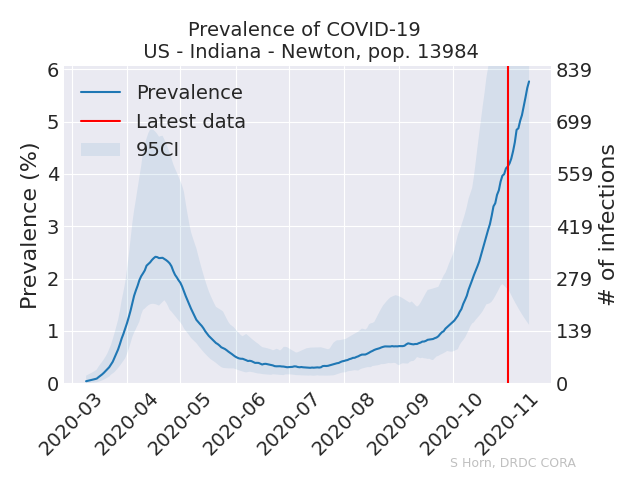 Prevalence of COVID-19
US - Indiana - Newton, pop. 13984
Prevalence (%)
6
5
4
3
2
1
0
Prevalence
Latest data
95CI
839
699
559
419
279
139
0
# of infections
2020-03
2020-04
2020-05
2020-06
2020-07
2020-08
2020-09
2020-10
2020-11
S Horn, DRDC CORA